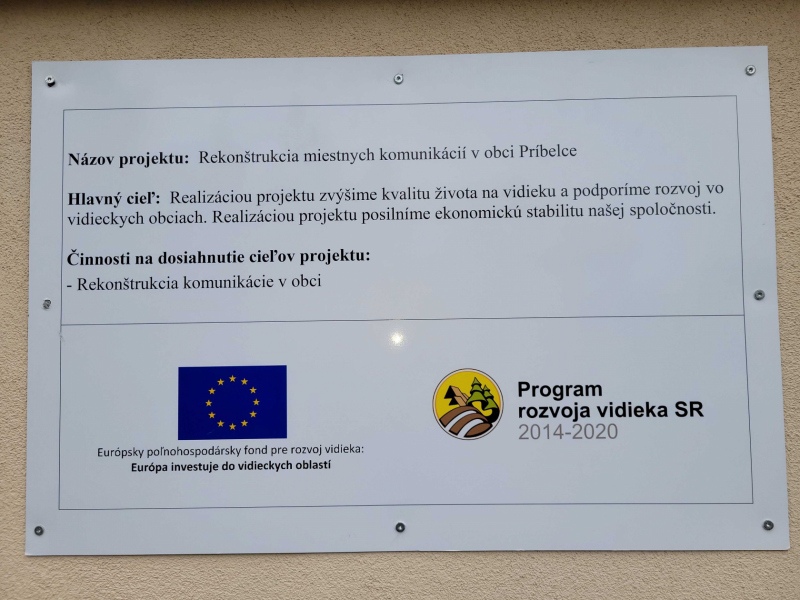 Názov projektu: Rekonštrukcia miestnych komunikácií v obci Príbelce
Hlavný cieľ: Realizáciou projektu zvýšime kvalitu života na vidieku a podporíme rozvoj vo
vidieckych obciach. Realizáciou projektu posilníme ekonomickú stabilitu našej spoločnosti.
Činnosti na dosiahnutie cieľov projektu:
- Rekonštrukcia komunikácie v obci
Európsky poľnohospodársky fond pre rozvoj vidieka:
Európa investuje do vidieckych oblastí
Program
rozvoja vidieka SR
2014-2020